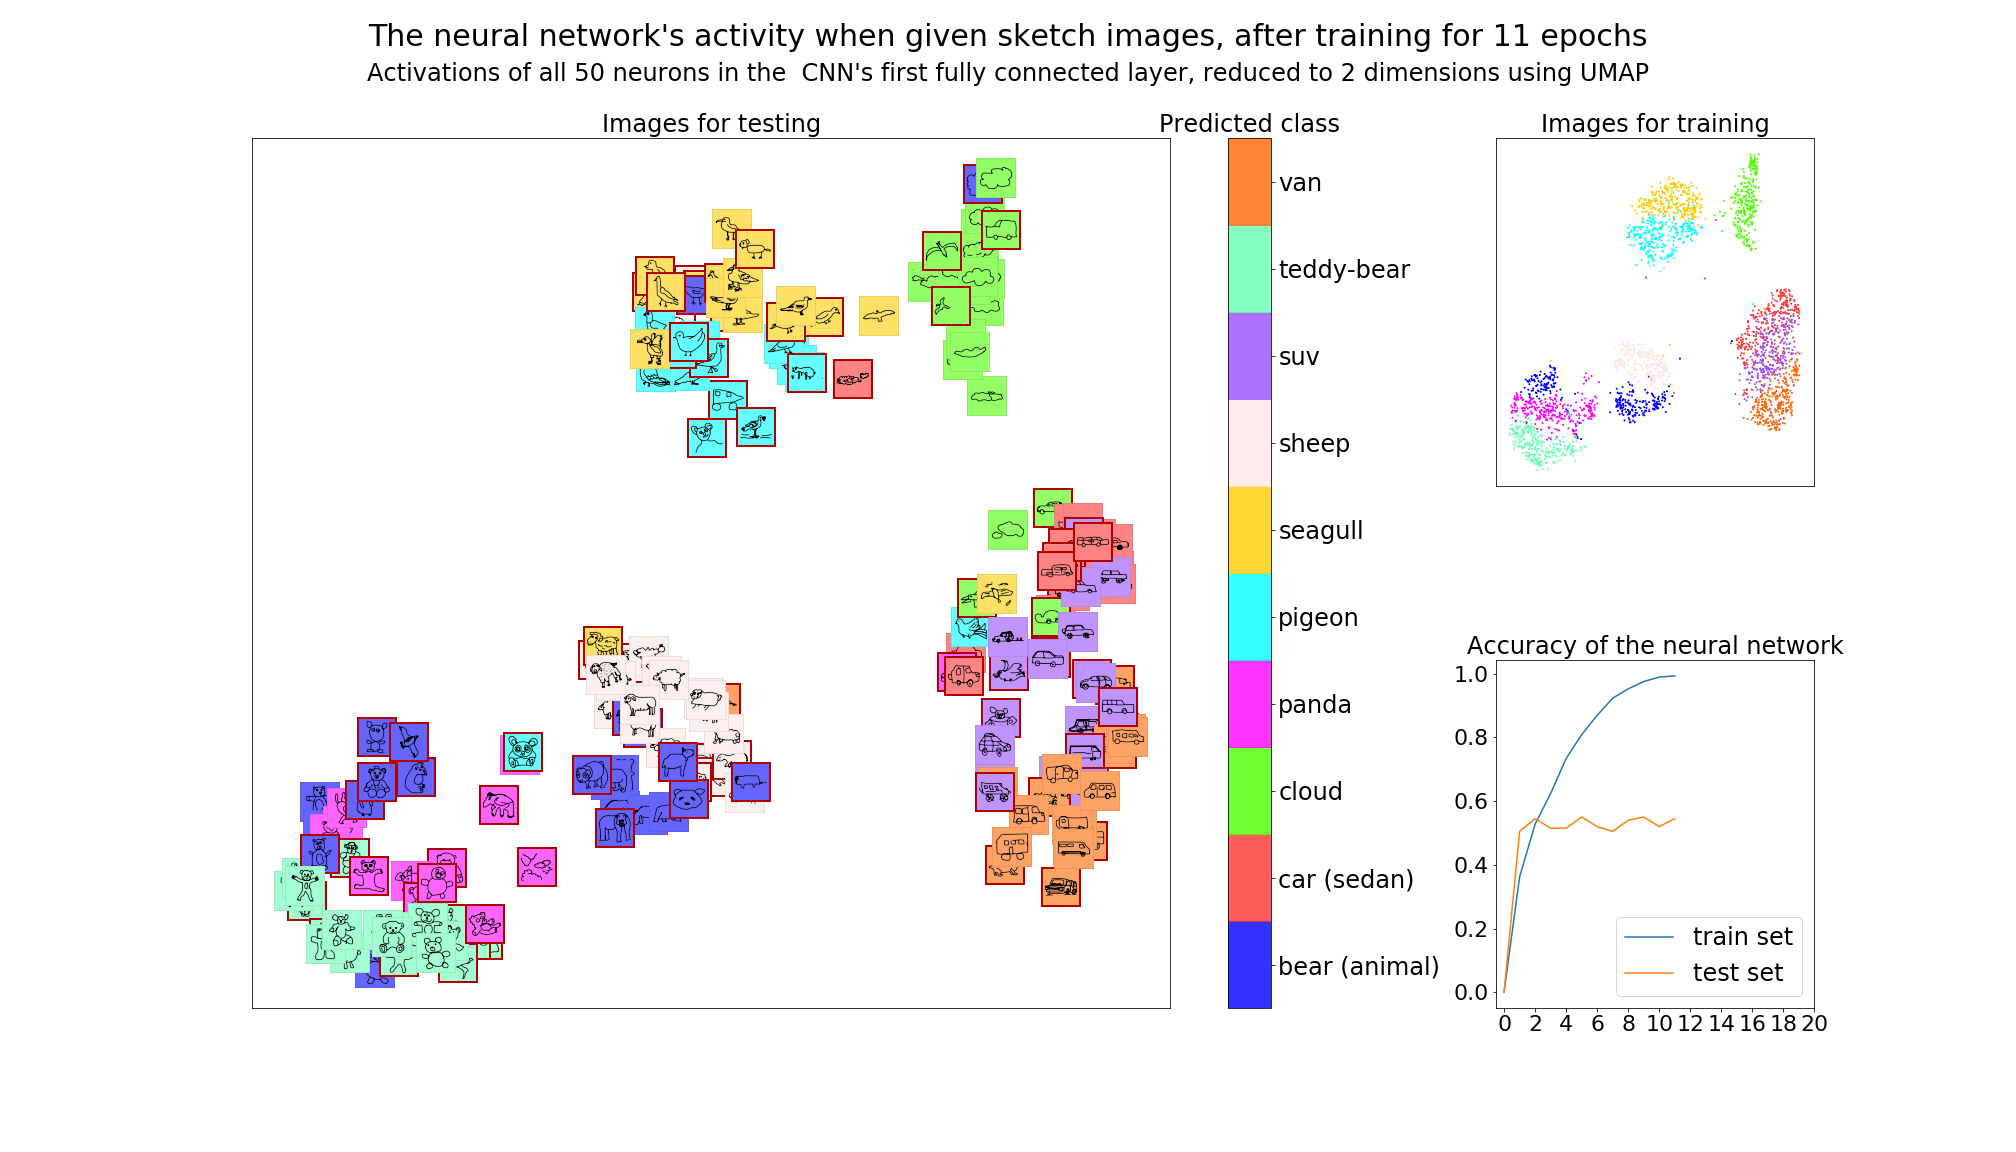 The neural network's activity when given sketch images, after training for 11 epochs
Activations of all 50 neurons in the  CNN's first fully connected layer, reduced to 2 dimensions using UMAP
Images for testing
Predicted class
van
teddy-bear
suv
sheep
seagull
pigeon
panda
cloud
car (sedan)
bear (animal)
Images for training
Accuracy of the neural network
1.0
0.8
0.6
0.4
0.2
0.0
train set
test set
0 2 4 6 8 10 12 14 16 18 20